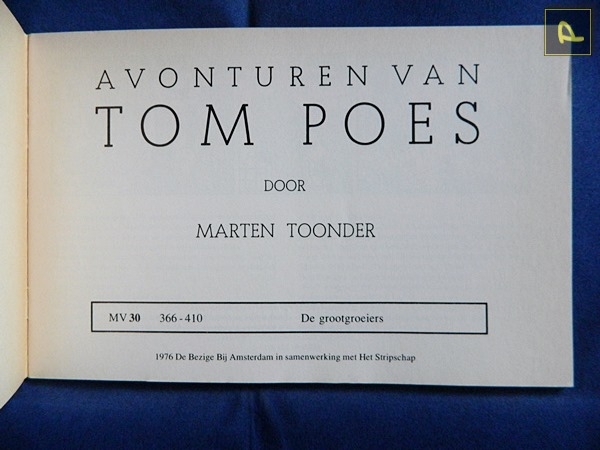 AVONTUREN VAN
TOM POES
DOOR
MARTEN TOONDER
MV 30 366-410 De grootgroeiers
1976 De Bezige Bij Amsterdam in samenwerking met Het Stripschap